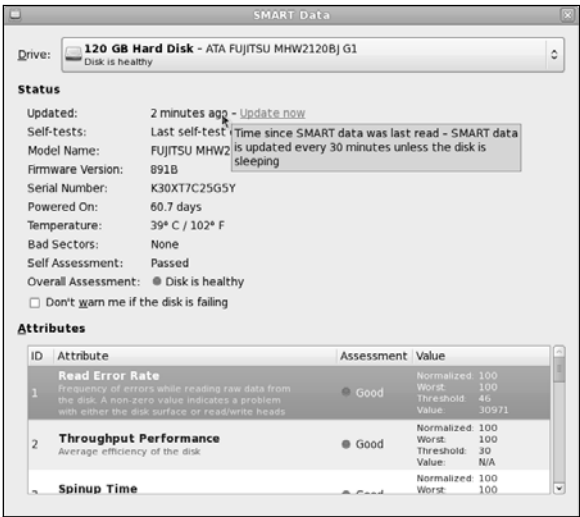 SMART Data
Drive: 120 GB Hard Disk – ATA FUJITSU MHW2120BJ G1
Disk is healthy
Status
Updated: 2 minutes ago – Update now
Self-tests: Last self-test
Time since SMART data was last read – SMART data
is updated every 30 minutes unless the disk is
sleeping
Model Name: FUJITSU MHW2
Firmware Version: 891B
Serial Number: K30XT7C25G5Y
Powered On: 60.7 days
Temperature: 39° C / 102° F
Bad Sectors: None
Self Assessment: Passed
Overall Assessment: Disk is healthy
Don't warn me if the disk is failing
Attributes
ID Attribute Assessment Value
1 Read Error Rate
Frequency of errors while reading raw data from
the disk. A non-zero value indicates a problem
with either the disk surface or read/write heads
Good
Normalized: 100
Worst: 100
Threshold: 46
Value: 30971
2 Throughput Performance
Average efficiency of the disk
Good
Normalized: 100
Worst: 100
Threshold: 30
Value: N/A
Spinup Time
Good
Normalized: 100
Worst: 100